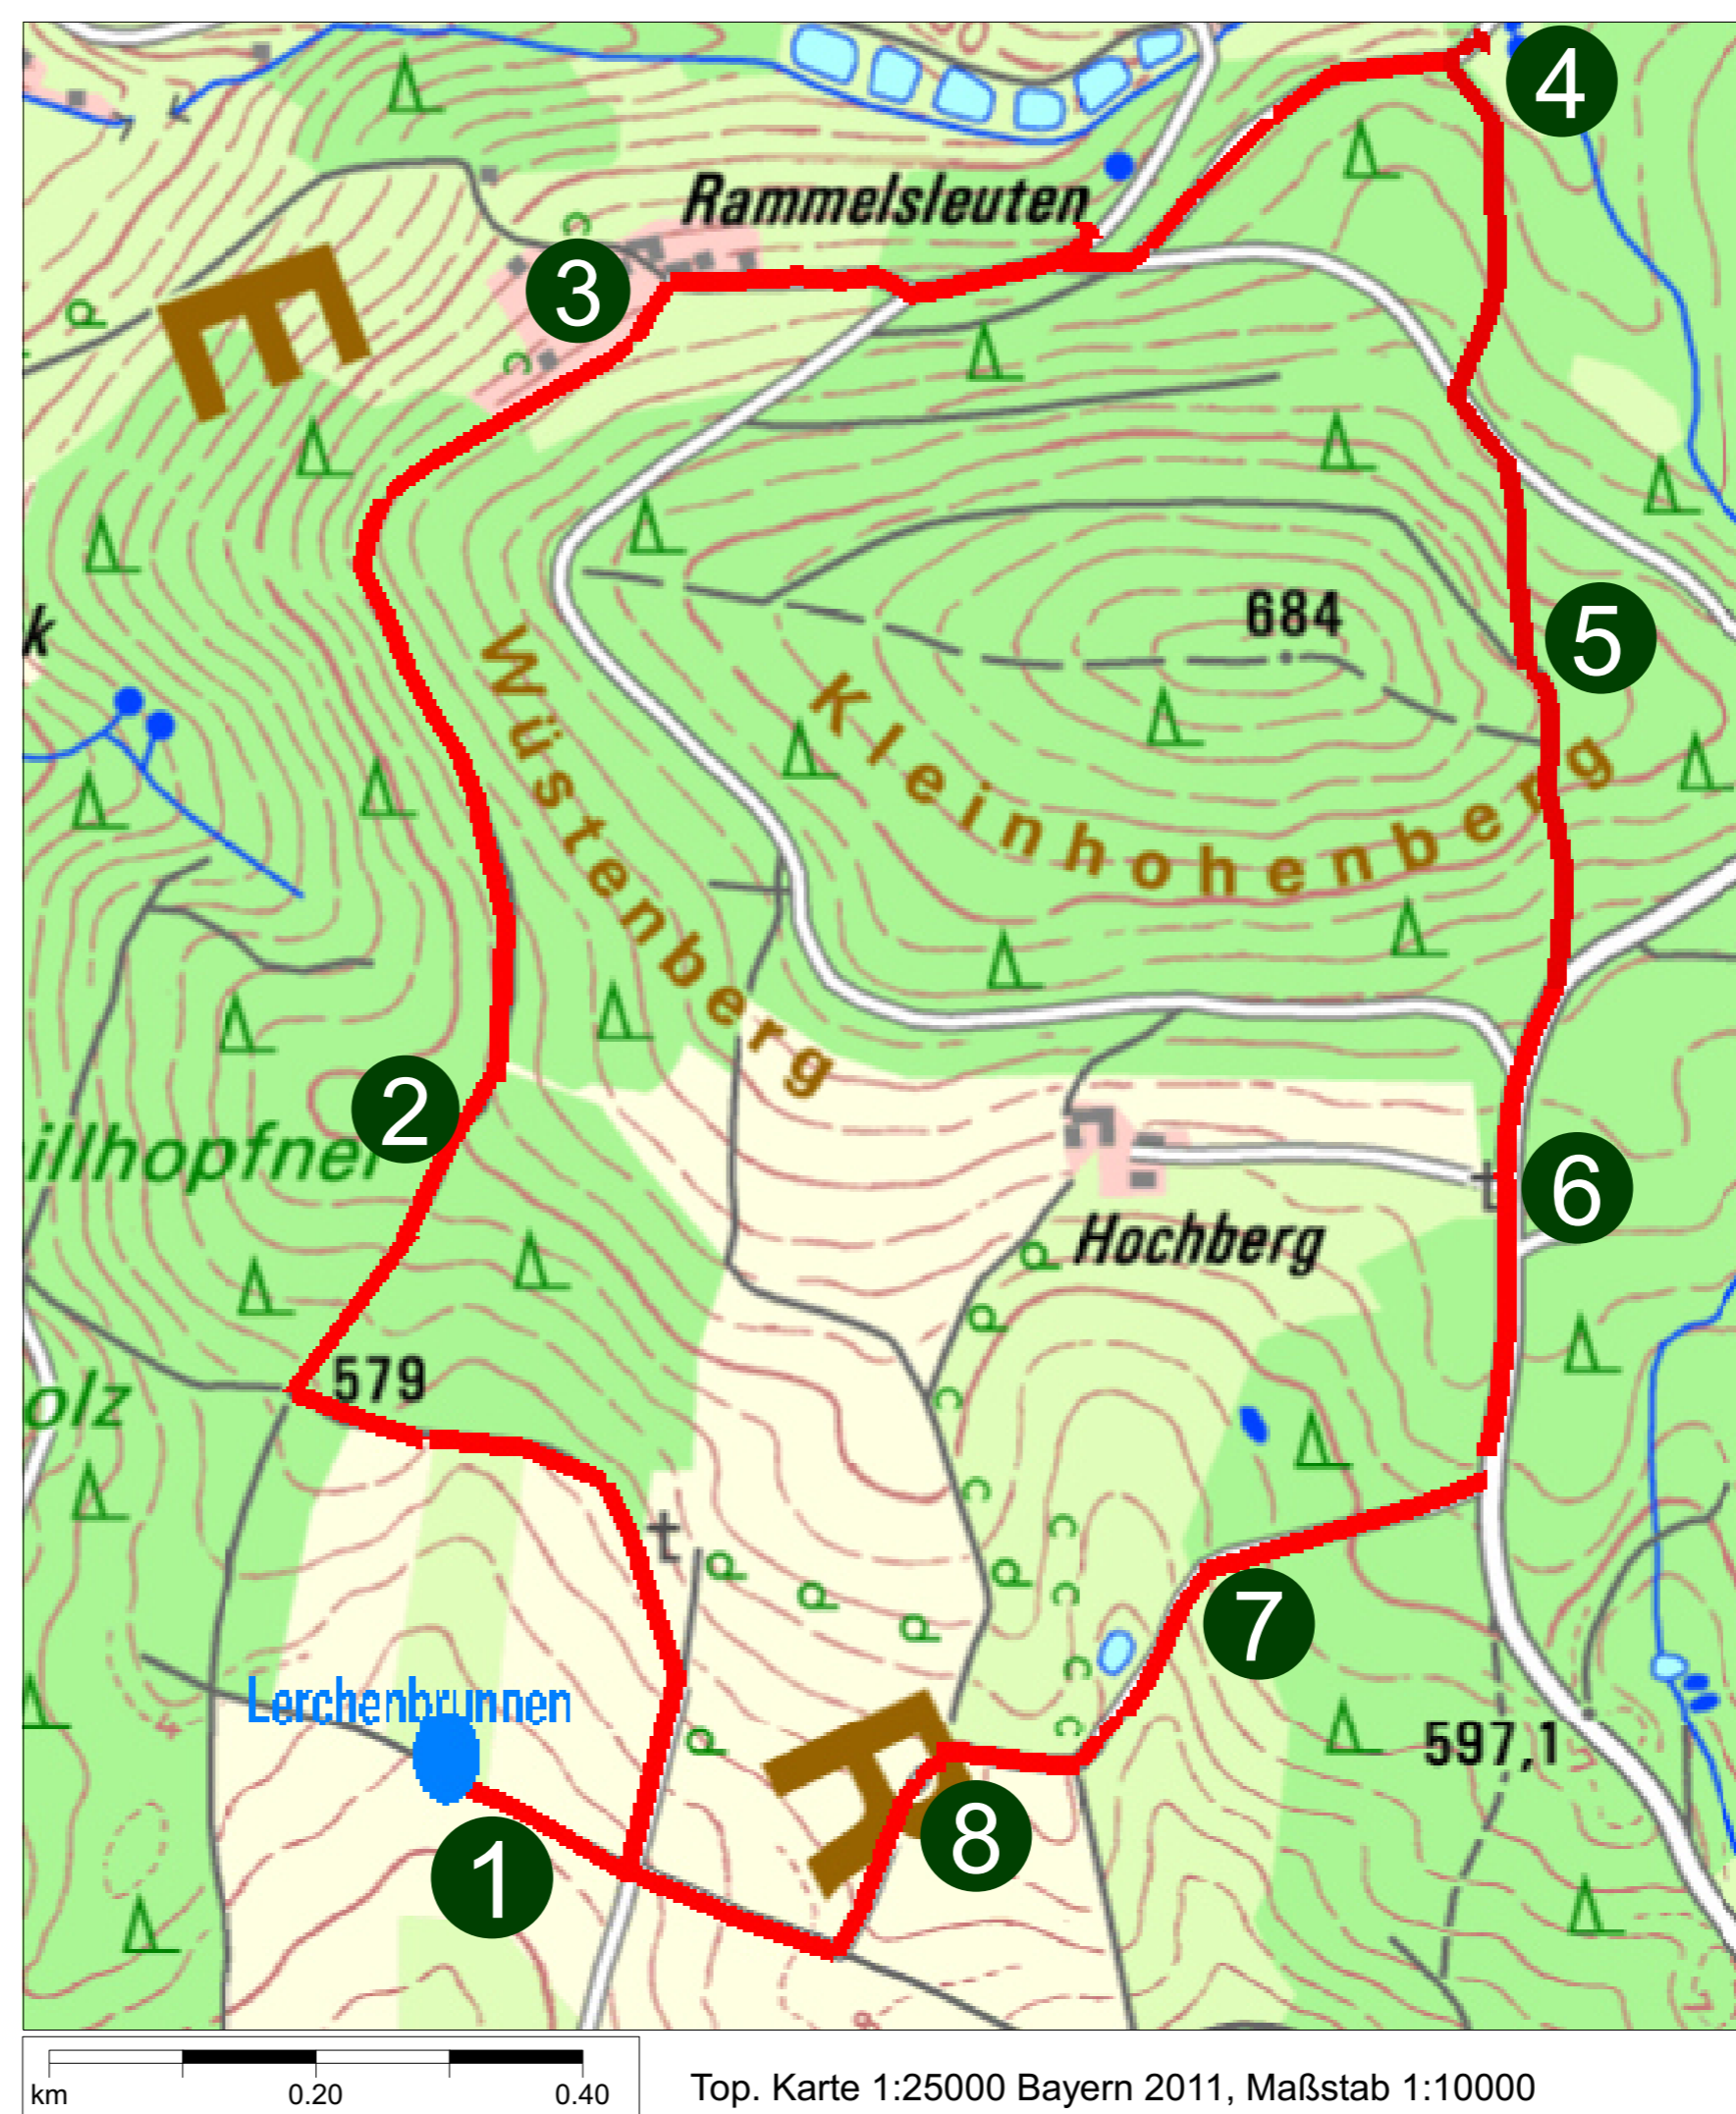 4
Rammelsleuten
3
E
684
5
k
Wüstenberg
Kleinhohenberg
2
illhopfner
6
Hochberg
579
olz
7
Lerchenbrunnen
R
597,1
8
1
km 0.20 0.40
Top. Karte 1:25000 Bayern 2011, Maßstab 1:10000